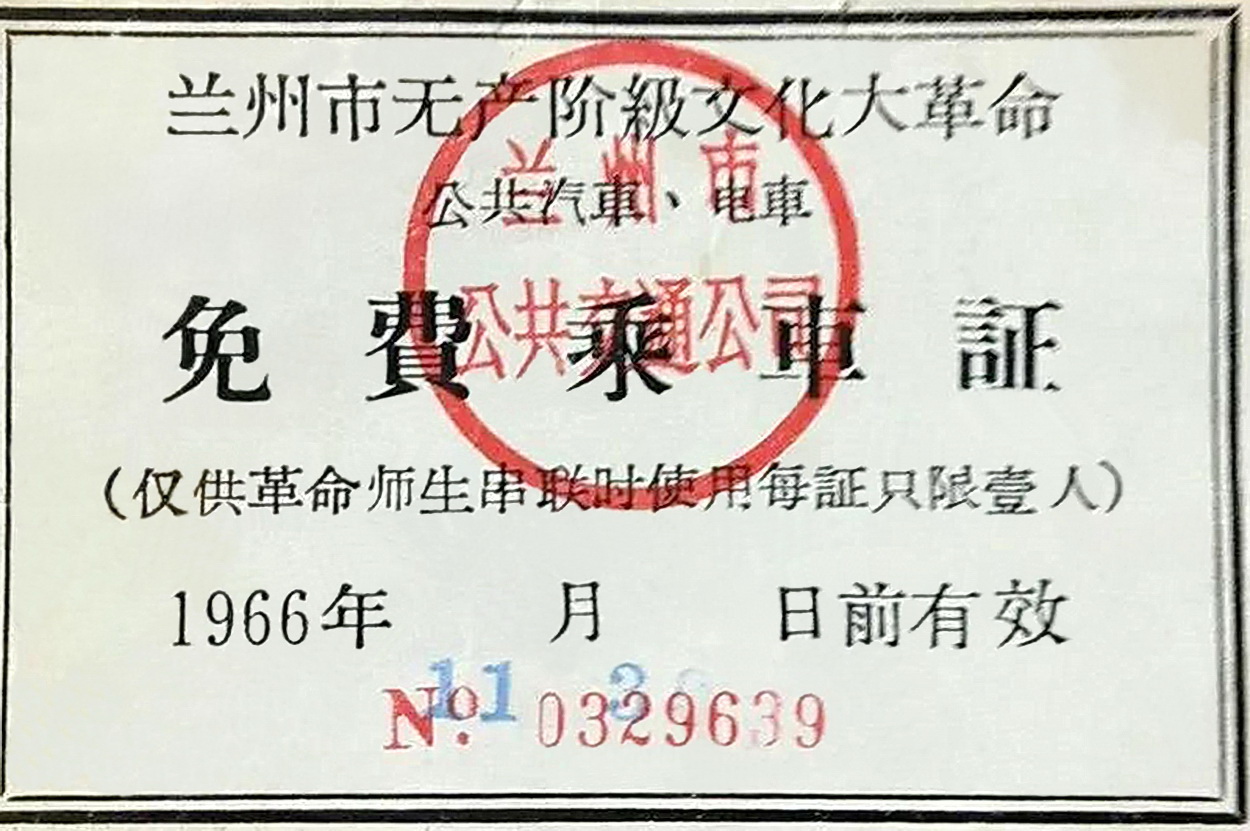 兰州市无产阶級文化大革命
公共汽車、电車
免費乘車証
(仅供革命师生串联时使用每証只限壹人)
1966年 月 日前有效
11 3
№ 0329639
兰州市
公共交通公司